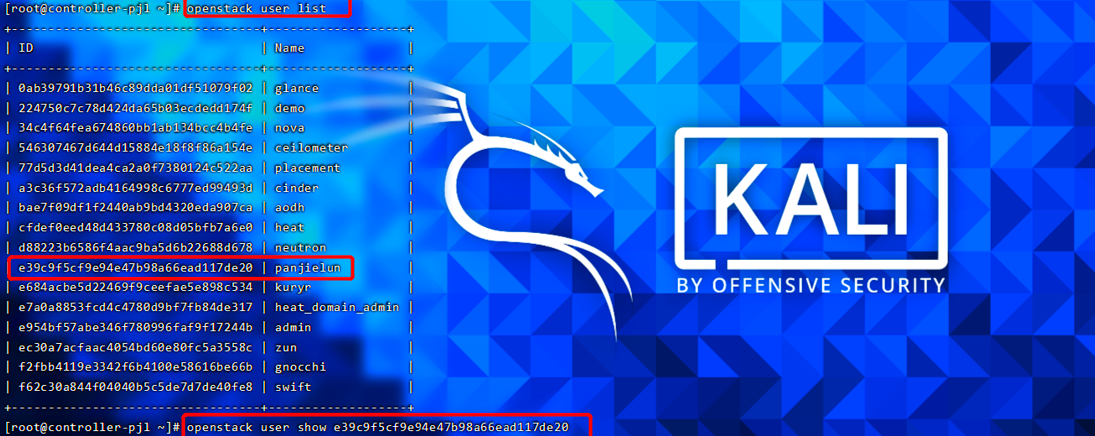 [root@controller-pjl ~]# openstack user list
+----------------------------------+-------------------+
| ID                               | Name              |
+----------------------------------+-------------------+
| 0ab39791b31b46c89dda01df51079f02 | glance            |
| 224750c7c78d424da65b03ecdedd174f | demo              |
| 34c4f64fea674860bb1ab134bcc4b4fe | nova              |
| 546307467d644d15884e18f8f86a154e | ceilometer        |
| 77d5d3d41dea4ca2a0f7380124c522aa | placement         |
| a3c36f572adb4164998c6777ed99493d | cinder            |
| bae7f09df1f2440ab9bd4320eda907ca | aodh              |
| cfdef0eed48d433780c08d05bfb7a6e0 | heat              |
| d88223b6586f4aac9ba5d6b22688d678 | neutron           |
| e39c9f5cf9e94e47b98a66ead117de20 | panjielun         |
| e684acbe5d22469f9ceefae5e898c534 | kuryr             |
| e7a0a8853fcd4c4780d9bf7fb84de317 | heat_domain_admin |
| e954bf57abe346f780996faf9f17244b | admin             |
| ec30a7acfaac4054bd60e80fc5a3558c | zun               |
| f2fbb4119e3342f6b4100e58616be66b | gnocchi           |
| f62c30a844f04040b5c5de7d7de40fe8 | swift             |
+----------------------------------+-------------------+
[root@controller-pjl ~]# openstack user show e39c9f5cf9e94e47b98a66ead117de20
KALI
BY OFFENSIVE SECURITY